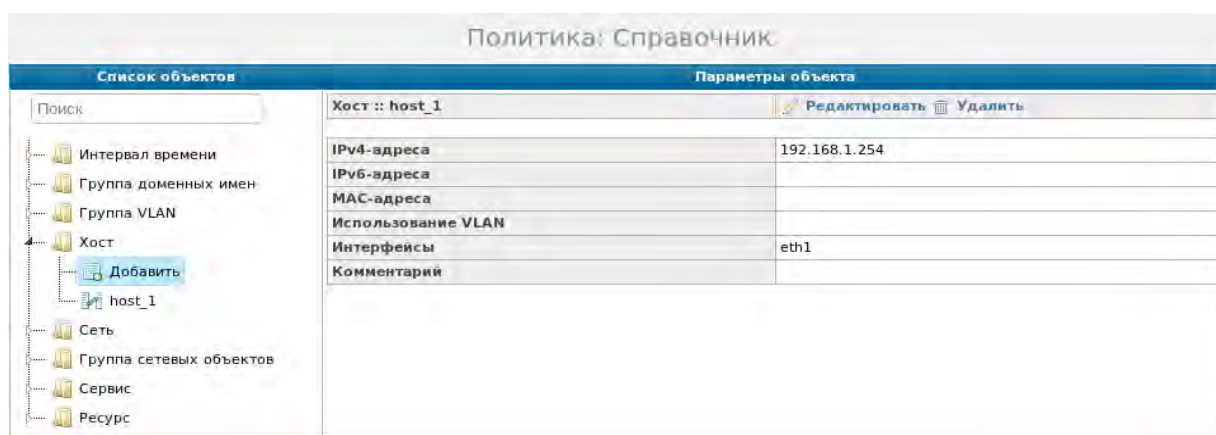 Политика: Справочник
Список объектов
Параметры объекта
Поиск
Интервал времени
Группа доменных имен
Группа VLAN
Хост
Добавить
host_1
Сеть
Группа сетевых объектов
Сервис
Ресурс
Хост :: host_1 Редактировать Удалить
IPv4-адреса 192.168.1.254
IPv6-адреса
MAC-адреса
Использование VLAN
Интерфейсы eth1
Комментарий